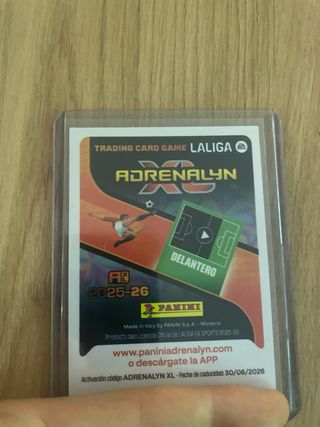 TRADING CARD GAME LALIGA EA
ADRENALYN
XL
DELANTERO
2025-26
PANINI
Made in Italy by PANINI S.p.A. - Modena
Producto bajo Licencia Oficial de LALIGA EA SPORTS 2025-26
www.paniniadrenalyn.com
o descárgate la APP
Activación código ADRENALYN XL - Fecha de caducidad: 30/06/2026